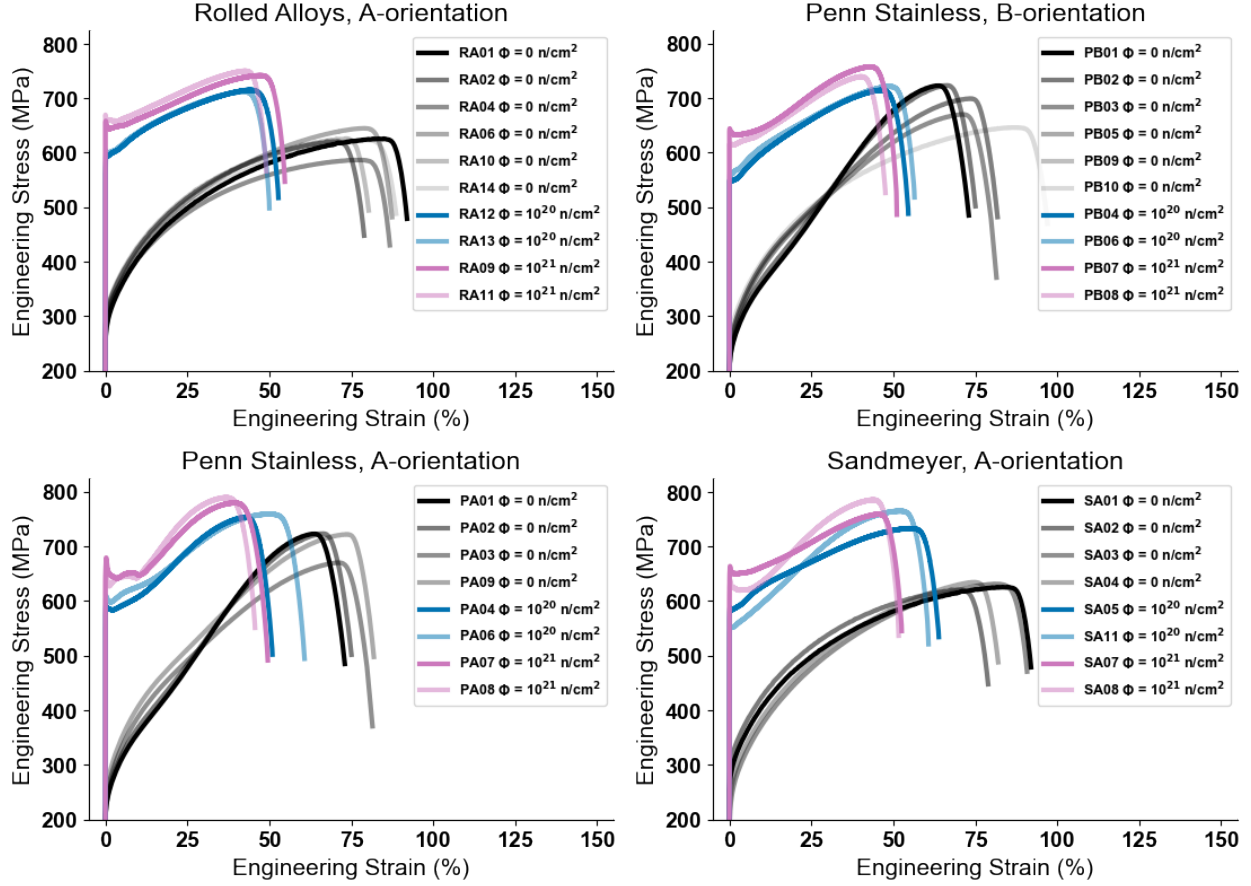 Rolled Alloys, A-orientation
Engineering Stress (MPa)
800
700
600
500
400
300
200
RA01 Φ = 0 n/cm²
RA02 Φ = 0 n/cm²
RA04 Φ = 0 n/cm²
RA06 Φ = 0 n/cm²
RA10 Φ = 0 n/cm²
RA14 Φ = 0 n/cm²
RA12 Φ = 10²⁰ n/cm²
RA13 Φ = 10²⁰ n/cm²
RA09 Φ = 10²¹ n/cm²
RA11 Φ = 10²¹ n/cm²
0 25 50 75 100 125 150
Engineering Strain (%)
Penn Stainless, B-orientation
Engineering Stress (MPa)
800
700
600
500
400
300
200
PB01 Φ = 0 n/cm²
PB02 Φ = 0 n/cm²
PB03 Φ = 0 n/cm²
PB05 Φ = 0 n/cm²
PB09 Φ = 0 n/cm²
PB10 Φ = 0 n/cm²
PB04 Φ = 10²⁰ n/cm²
PB06 Φ = 10²⁰ n/cm²
PB07 Φ = 10²¹ n/cm²
PB08 Φ = 10²¹ n/cm²
0 25 50 75 100 125 150
Engineering Strain (%)
Penn Stainless, A-orientation
Engineering Stress (MPa)
800
700
600
500
400
300
200
PA01 Φ = 0 n/cm²
PA02 Φ = 0 n/cm²
PA03 Φ = 0 n/cm²
PA09 Φ = 0 n/cm²
PA04 Φ = 10²⁰ n/cm²
PA06 Φ = 10²⁰ n/cm²
PA07 Φ = 10²¹ n/cm²
PA08 Φ = 10²¹ n/cm²
0 25 50 75 100 125 150
Engineering Strain (%)
Sandmeyer, A-orientation
Engineering Stress (MPa)
800
700
600
500
400
300
200
SA01 Φ = 0 n/cm²
SA02 Φ = 0 n/cm²
SA03 Φ = 0 n/cm²
SA04 Φ = 0 n/cm²
SA05 Φ = 10²⁰ n/cm²
SA11 Φ = 10²⁰ n/cm²
SA07 Φ = 10²¹ n/cm²
SA08 Φ = 10²¹ n/cm²
0 25 50 75 100 125 150
Engineering Strain (%)